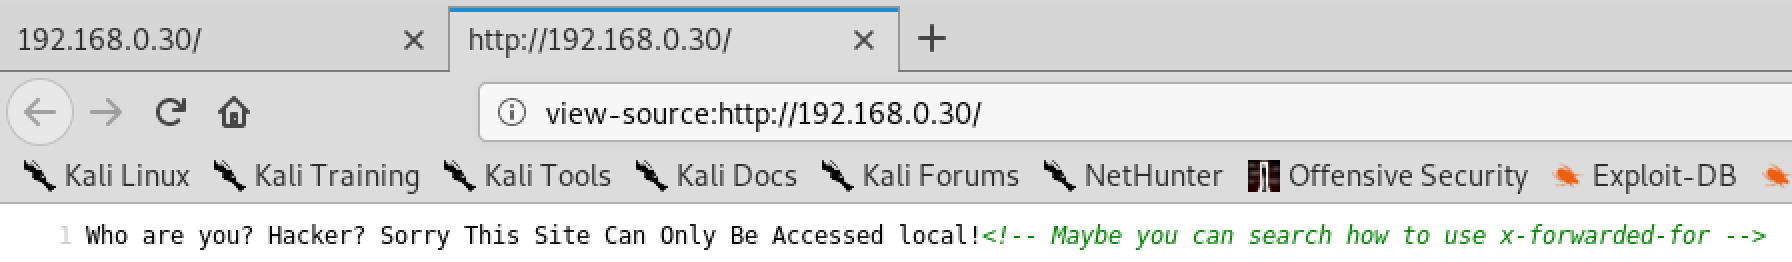 192.168.0.30/ http://192.168.0.30/
view-source:http://192.168.0.30/
Kali Linux Kali Training Kali Tools Kali Docs Kali Forums NetHunter Offensive Security Exploit-DB
1 Who are you? Hacker? Sorry This Site Can Only Be Accessed local!<!-- Maybe you can search how to use x-forwarded-for -->